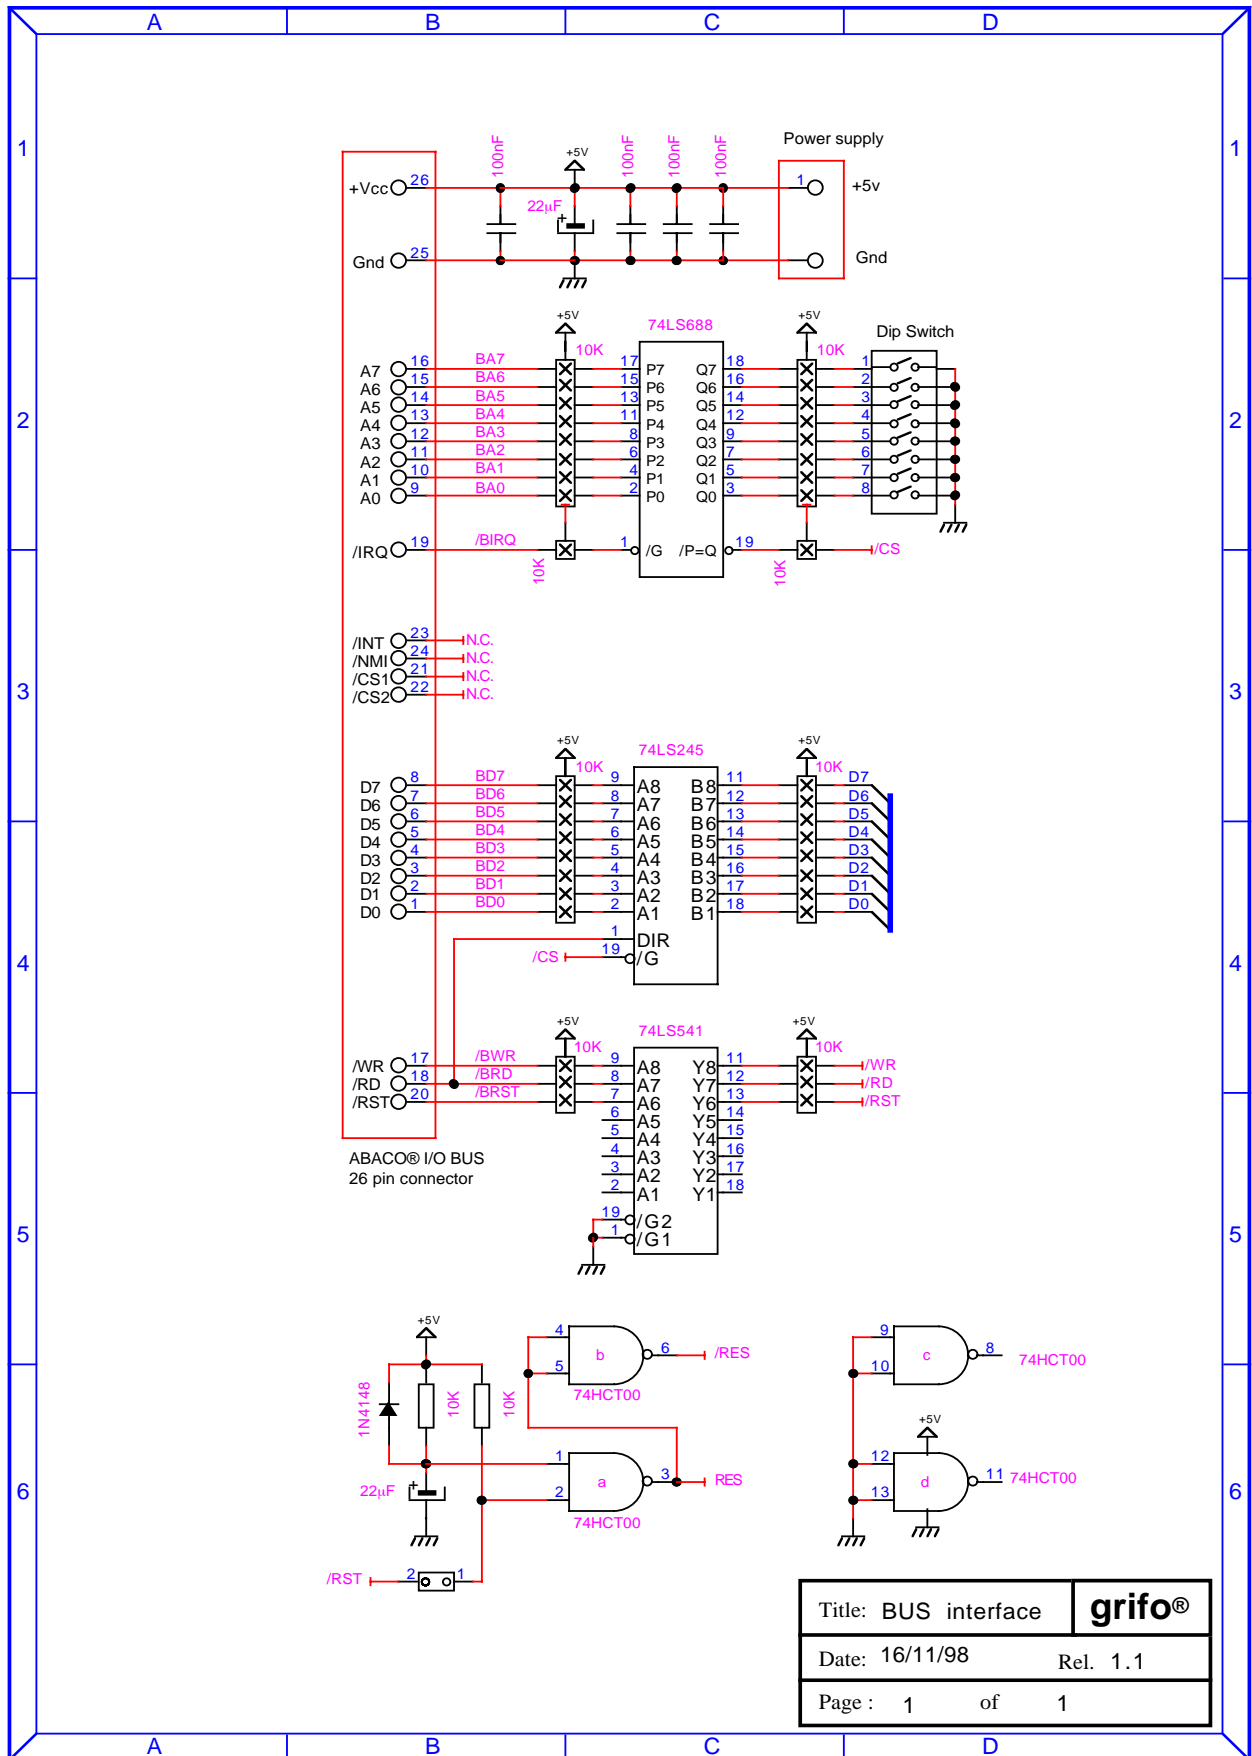 A B C D
1 1
Power supply
100nF 100nF 100nF 100nF
+5V
+Vcc 26 1 +5v
22µF +
Gnd 25 Gnd
+5V 74LS688 +5V Dip Switch
10K 10K
A7 16 BA7 17 P7 Q7 18 1
A6 15 BA6 15 P6 Q6 16 2
A5 14 BA5 13 P5 Q5 14 3
2 2
A4 13 BA4 11 P4 Q4 12 4
A3 12 BA3 8 P3 Q3 9 5
A2 11 BA2 6 P2 Q2 7 6
A1 10 BA1 4 P1 Q1 5 7
A0 9 BA0 2 P0 Q0 3 8
/IRQ 19 /BIRQ 1 /G /P=Q 19 /CS
10K 10K
/INT 23 N.C.
/NMI 24 N.C.
/CS1 21 N.C.
/CS2 22 N.C.
3 3
+5V 74LS245 +5V
10K 10K
D7 8 BD7 9 A8 B8 11 D7
D6 7 BD6 8 A7 B7 12 D6
D5 6 BD5 7 A6 B6 13 D5
D4 5 BD4 6 A5 B5 14 D4
D3 4 BD3 5 A4 B4 15 D3
D2 3 BD2 4 A3 B3 16 D2
D1 2 BD1 3 A2 B2 17 D1
D0 1 BD0 2 A1 B1 18 D0
1 DIR
/CS 19 /G
4 4
+5V 74LS541 +5V
10K 10K
/WR 17 /BWR 9 A8 Y8 11 /WR
/RD 18 /BRD 8 A7 Y7 12 /RD
/RST 20 /BRST 7 A6 Y6 13 /RST
6 A5 Y5 14
5 A4 Y4 15
4 A3 Y3 16
3 A2 Y2 17
2 A1 Y1 18
ABACO® I/O BUS
26 pin connector
19 /G2
1 /G1
5 5
+5V
4 5 b 6 /RES
74HCT00
9 10 c 8 74HCT00
1N4148 10K 10K
+5V
1 2 a 3 RES
74HCT00
12 13 d 11 74HCT00
22µF +
6 6
/RST 2 1
Title: BUS interface grifo®
Date: 16/11/98 Rel. 1.1
Page : 1 of 1
A B C D